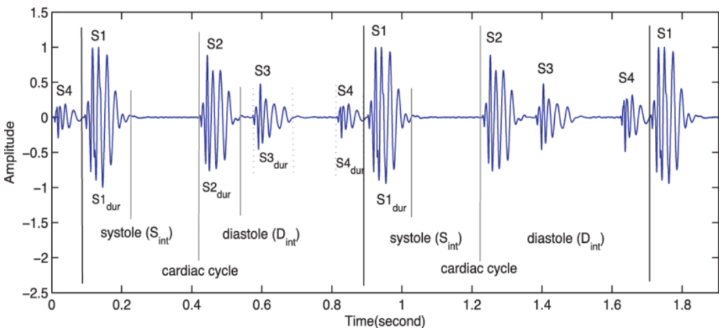 1.5
1
0.5
0
−0.5
−1
−1.5
−2
−2.5
Amplitude
S4 S1 S2 S3 S4 S1 S2 S3 S4 S1
S1dur S2dur S3dur S4dur S1dur
systole (Sint) diastole (Dint) systole (Sint) diastole (Dint)
cardiac cycle cardiac cycle
0 0.2 0.4 0.6 0.8 1 1.2 1.4 1.6 1.8
Time(second)